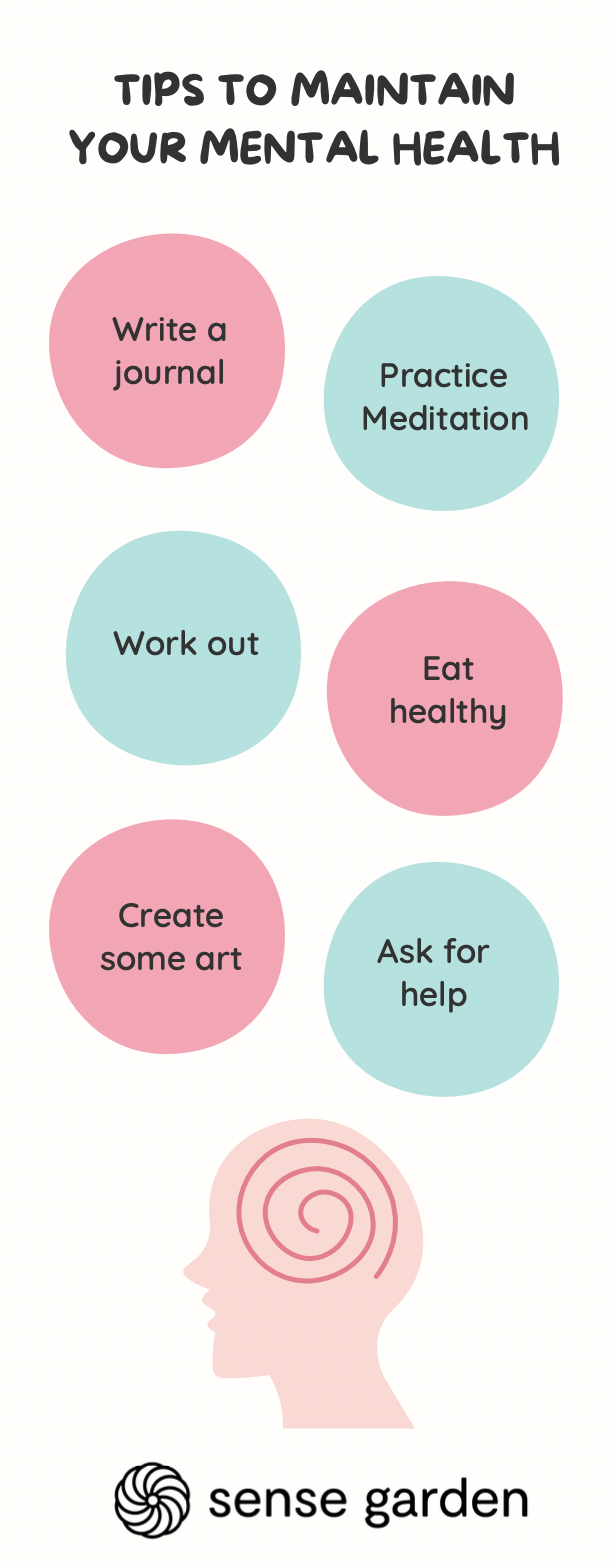 TIPS TO MAINTAIN
YOUR MENTAL HEALTH
Write a
journal
Practice
Meditation
Work out
Eat
healthy
Create
some art
Ask for
help
sense garden